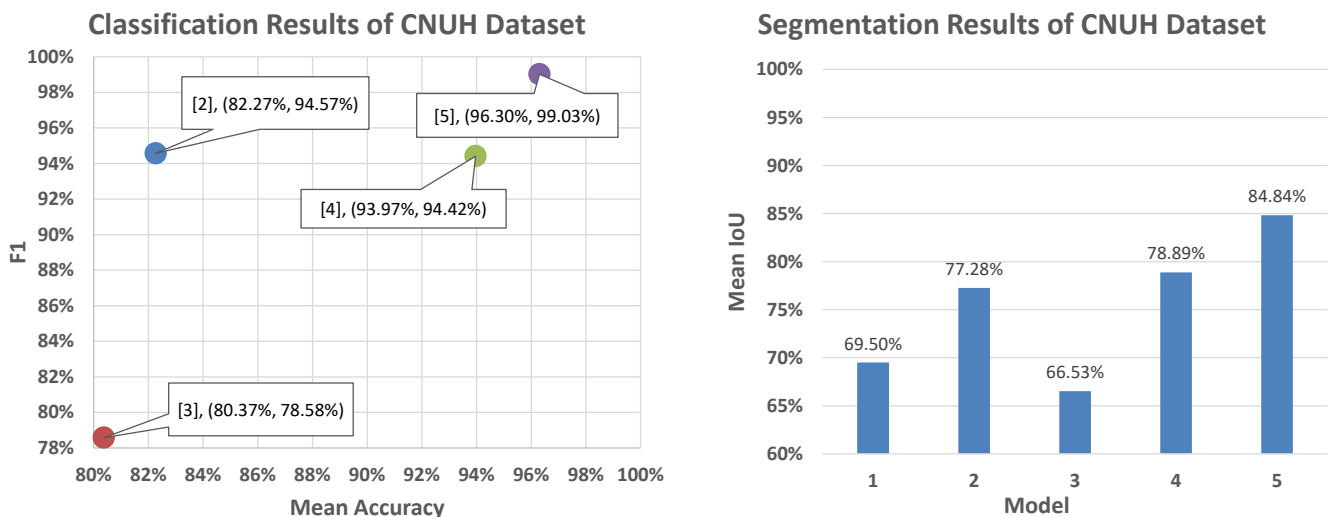 Classification Results of CNUH Dataset
100%
98%
96%
94%
92%
90%
88%
86%
84%
82%
80%
78%
F1
[2], (82.27%, 94.57%)
[5], (96.30%, 99.03%)
[4], (93.97%, 94.42%)
[3], (80.37%, 78.58%)
80% 82% 84% 86% 88% 90% 92% 94% 96% 98% 100%
Mean Accuracy
Segmentation Results of CNUH Dataset
100%
95%
90%
85%
80%
75%
70%
65%
60%
Mean IoU
69.50%
77.28%
66.53%
78.89%
84.84%
1 2 3 4 5
Model